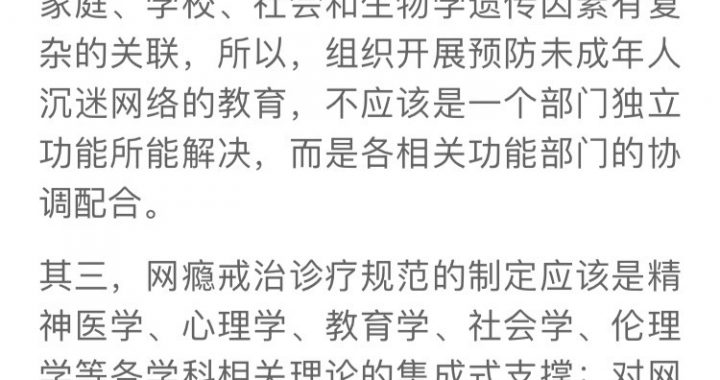 家庭、学校、社会和生物学遗传因素有复
杂的关联，所以，组织开展预防未成年人
沉迷网络的教育，不应该是一个部门独立
功能所能解决，而是各相关功能部门的协
调配合。
其三，网瘾戒治诊疗规范的制定应该是精
神医学、心理学、教育学、社会学、伦理
学等各学科相关理论的集成式支撑；对网